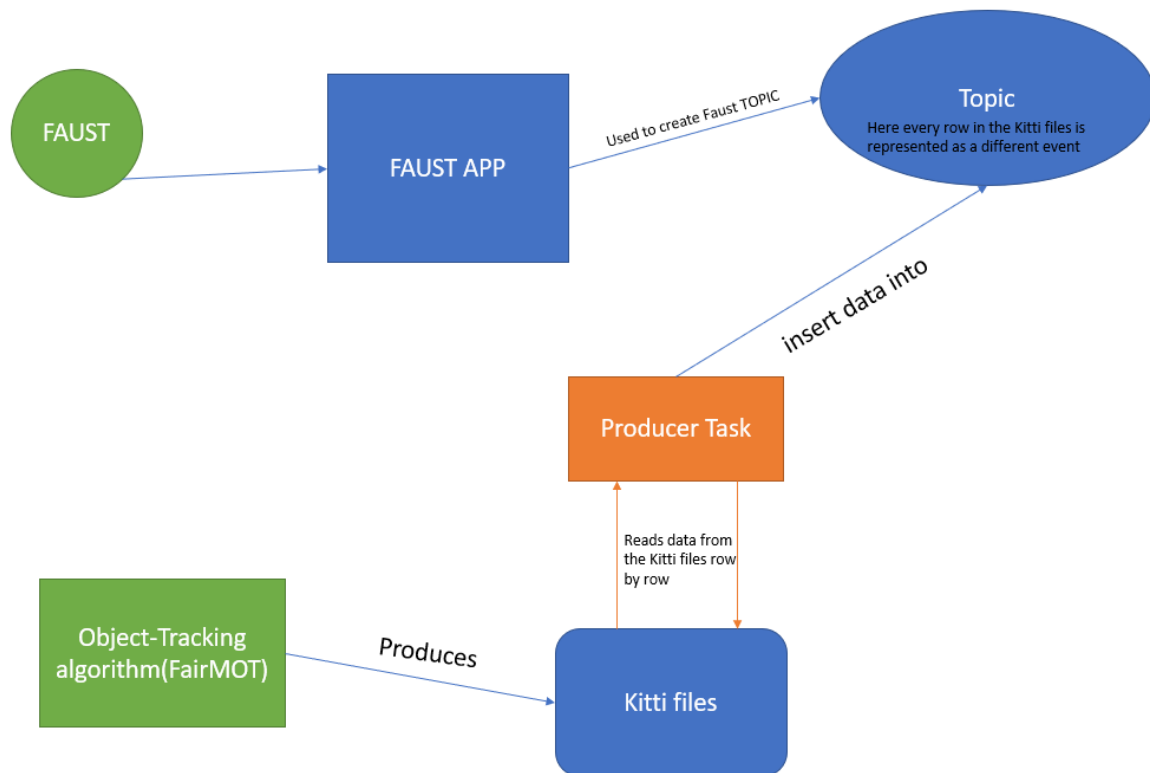 FAUST
FAUST APP
Used to create Faust TOPIC
Topic
Here every row in the Kitti files is
represented as a different event
insert data into
Producer Task
Reads data from
the Kitti files row
by row
Object-Tracking
algorithm(FairMOT)
Produces
Kitti files